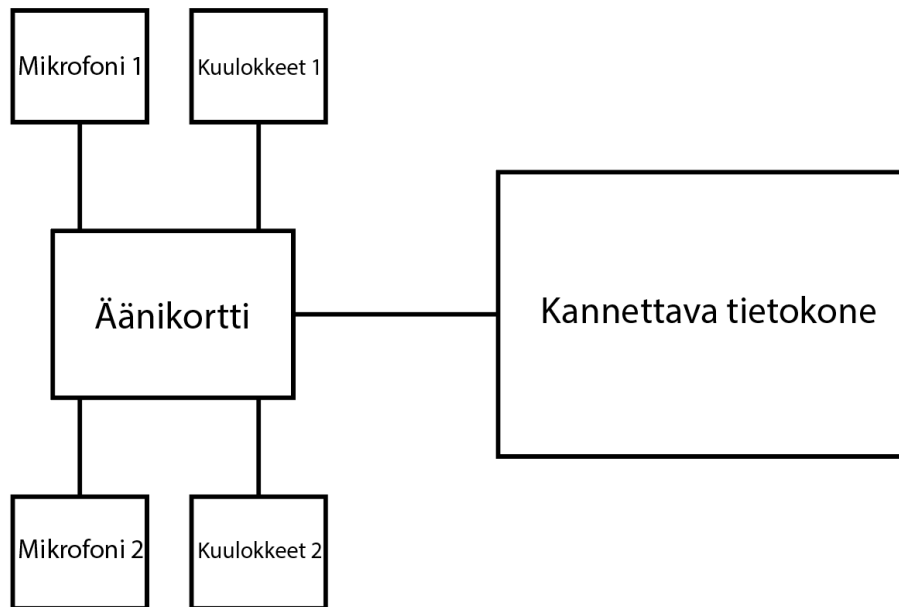 Mikrofoni 1
Kuulokkeet 1
Äänikortti
Kannettava tietokone
Mikrofoni 2
Kuulokkeet 2